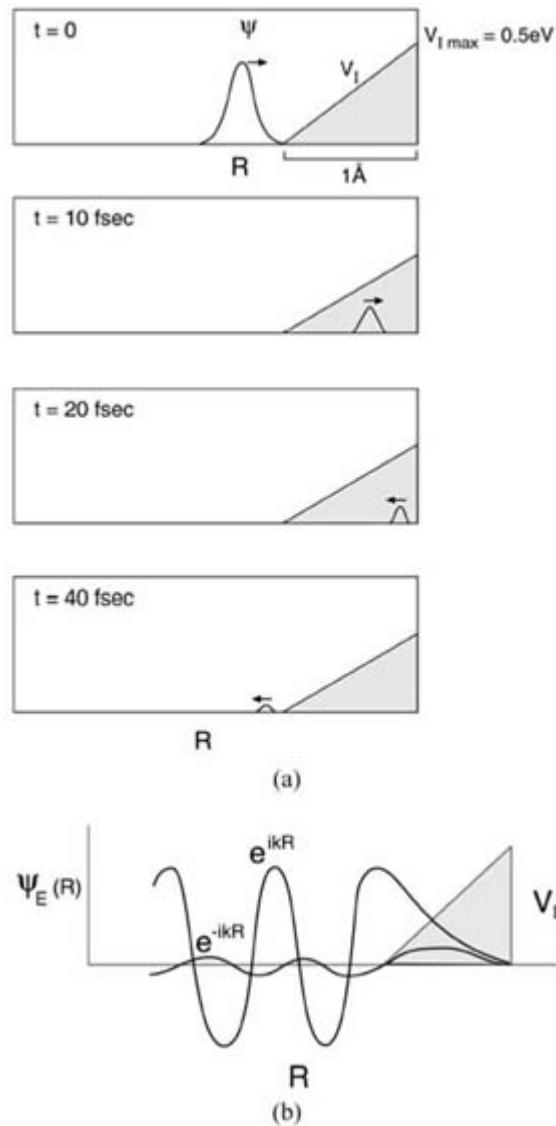 t = 0
ψ
V_I
V_I max = 0.5eV
R
1Å
t = 10 fsec
t = 20 fsec
t = 40 fsec
R
(a)
Ψ_E (R)
e^ikR
e^-ikR
V_I
R
(b)